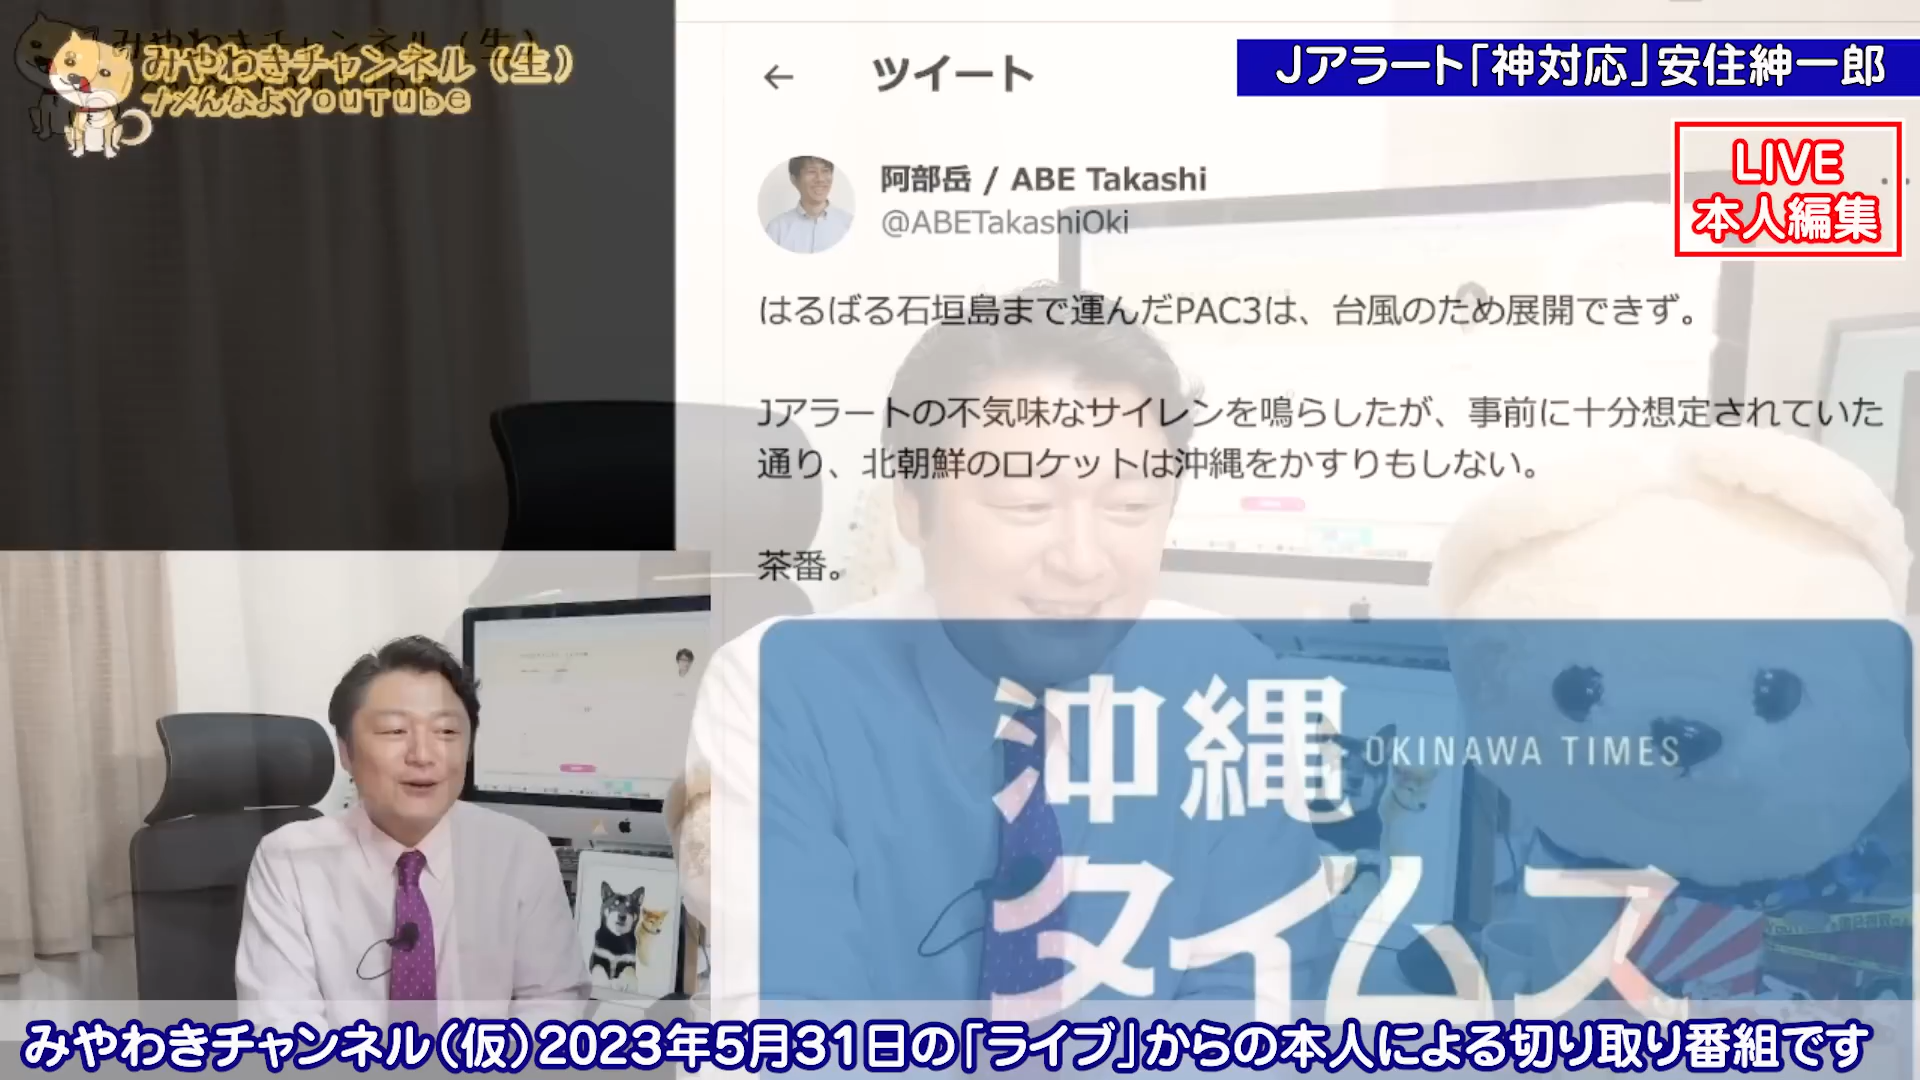 みやわきチャンネル（生）
ナメんなよYouTube
Jアラート「神対応」安住紳一郎
LIVE
本人編集
ツイート
阿部岳 / ABE Takashi
@ABETakashiOki
はるばる石垣島まで運んだPAC3は、台風のため展開できず。
Jアラートの不気味なサイレンを鳴らしたが、事前に十分想定されていた
通り、北朝鮮のロケットは沖縄をかすりもしない。
茶番。
沖縄
OKINAWA TIMES
タイムス
みやわきチャンネル（仮）2023年5月31日の「ライブ」からの本人による切り取り番組です